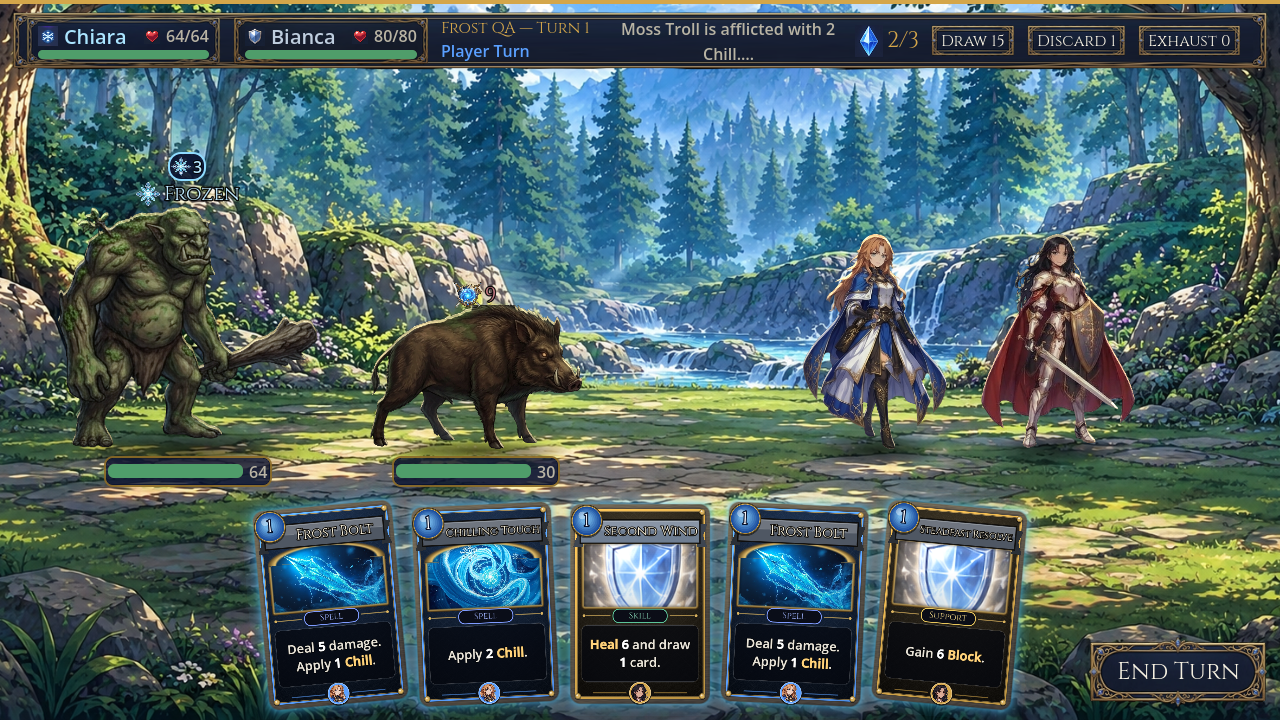 Chiara 64/64
Bianca 80/80
Frost QA — Turn 1
Player Turn
Moss Troll is afflicted with 2
Chill....
2/3
Draw 15
Discard 1
Exhaust 0
3
Frozen
9
64
30
1
Frost Bolt
Spell
Deal 5 damage.
Apply 1 Chill.
1
Chilling Touch
Spell
Apply 2 Chill.
1
Second Wind
Skill
Heal 6 and draw
1 card.
1
Frost Bolt
Spell
Deal 5 damage.
Apply 1 Chill.
1
Steadfast Resolve
Support
Gain 6 Block.
End Turn